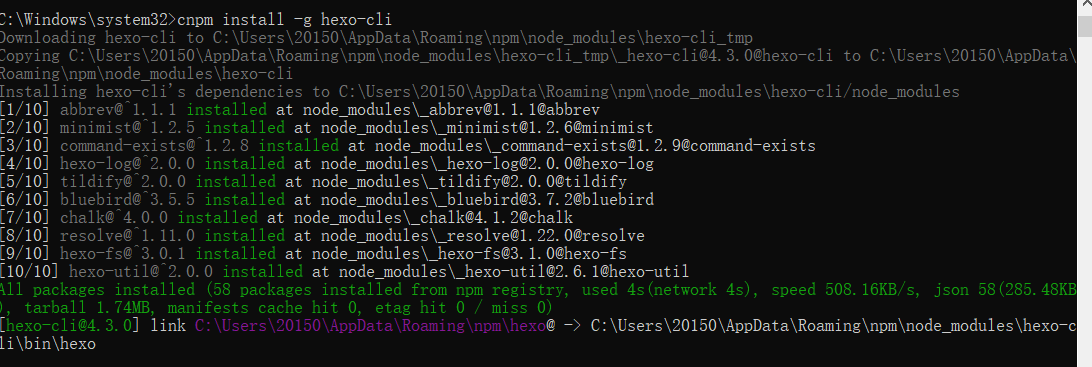 C:\Windows\system32>cnpm install -g hexo-cli
Downloading hexo-cli to C:\Users\20150\AppData\Roaming\npm\node_modules\hexo-cli_tmp
Copying C:\Users\20150\AppData\Roaming\npm\node_modules\hexo-cli_tmp\_hexo-cli@4.3.0@hexo-cli to C:\Users\20150\AppData\
Roaming\npm\node_modules\hexo-cli
Installing hexo-cli's dependencies to C:\Users\20150\AppData\Roaming\npm\node_modules\hexo-cli/node_modules
[1/10] abbrev@^1.1.1 installed at node_modules\_abbrev@1.1.1@abbrev
[2/10] minimist@^1.2.5 installed at node_modules\_minimist@1.2.6@minimist
[3/10] command-exists@^1.2.8 installed at node_modules\_command-exists@1.2.9@command-exists
[4/10] hexo-log@^2.0.0 installed at node_modules\_hexo-log@2.0.0@hexo-log
[5/10] tildify@^2.0.0 installed at node_modules\_tildify@2.0.0@tildify
[6/10] bluebird@^3.5.5 installed at node_modules\_bluebird@3.7.2@bluebird
[7/10] chalk@^4.0.0 installed at node_modules\_chalk@4.1.2@chalk
[8/10] resolve@^1.11.0 installed at node_modules\_resolve@1.22.0@resolve
[9/10] hexo-fs@^3.0.1 installed at node_modules\_hexo-fs@3.1.0@hexo-fs
[10/10] hexo-util@^2.0.0 installed at node_modules\_hexo-util@2.6.1@hexo-util
All packages installed (58 packages installed from npm registry, used 4s(network 4s), speed 508.16KB/s, json 58(285.48KB
), tarball 1.74MB, manifests cache hit 0, etag hit 0 / miss 0)
[hexo-cli@4.3.0] link C:\Users\20150\AppData\Roaming\npm\hexo@ -> C:\Users\20150\AppData\Roaming\npm\node_modules\hexo-c
li\bin\hexo